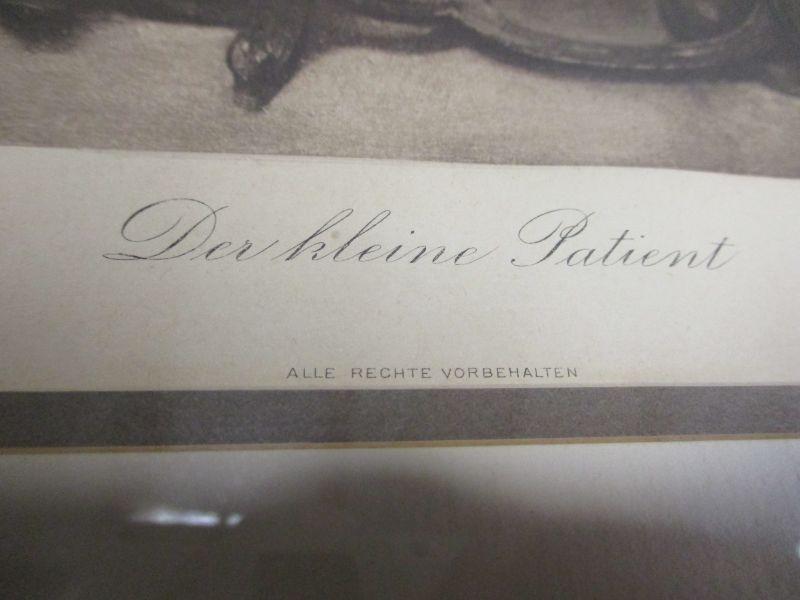 Der kleine Patient
ALLE RECHTE VORBEHALTEN